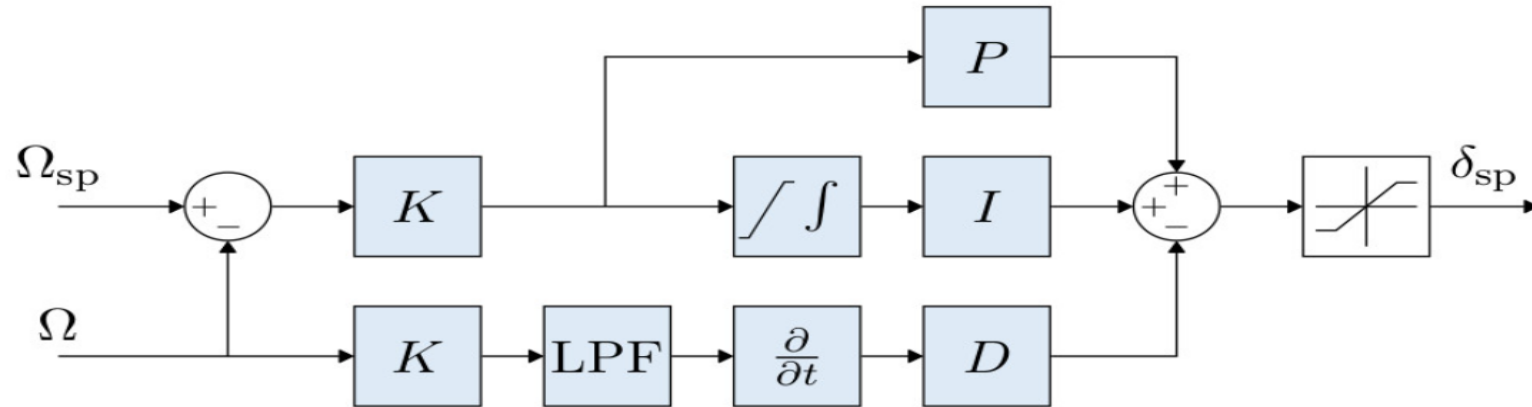 P
Ω_sp
+
−
K
∫
I
+
+
−
δ_sp
Ω
K
LPF
∂/∂t
D